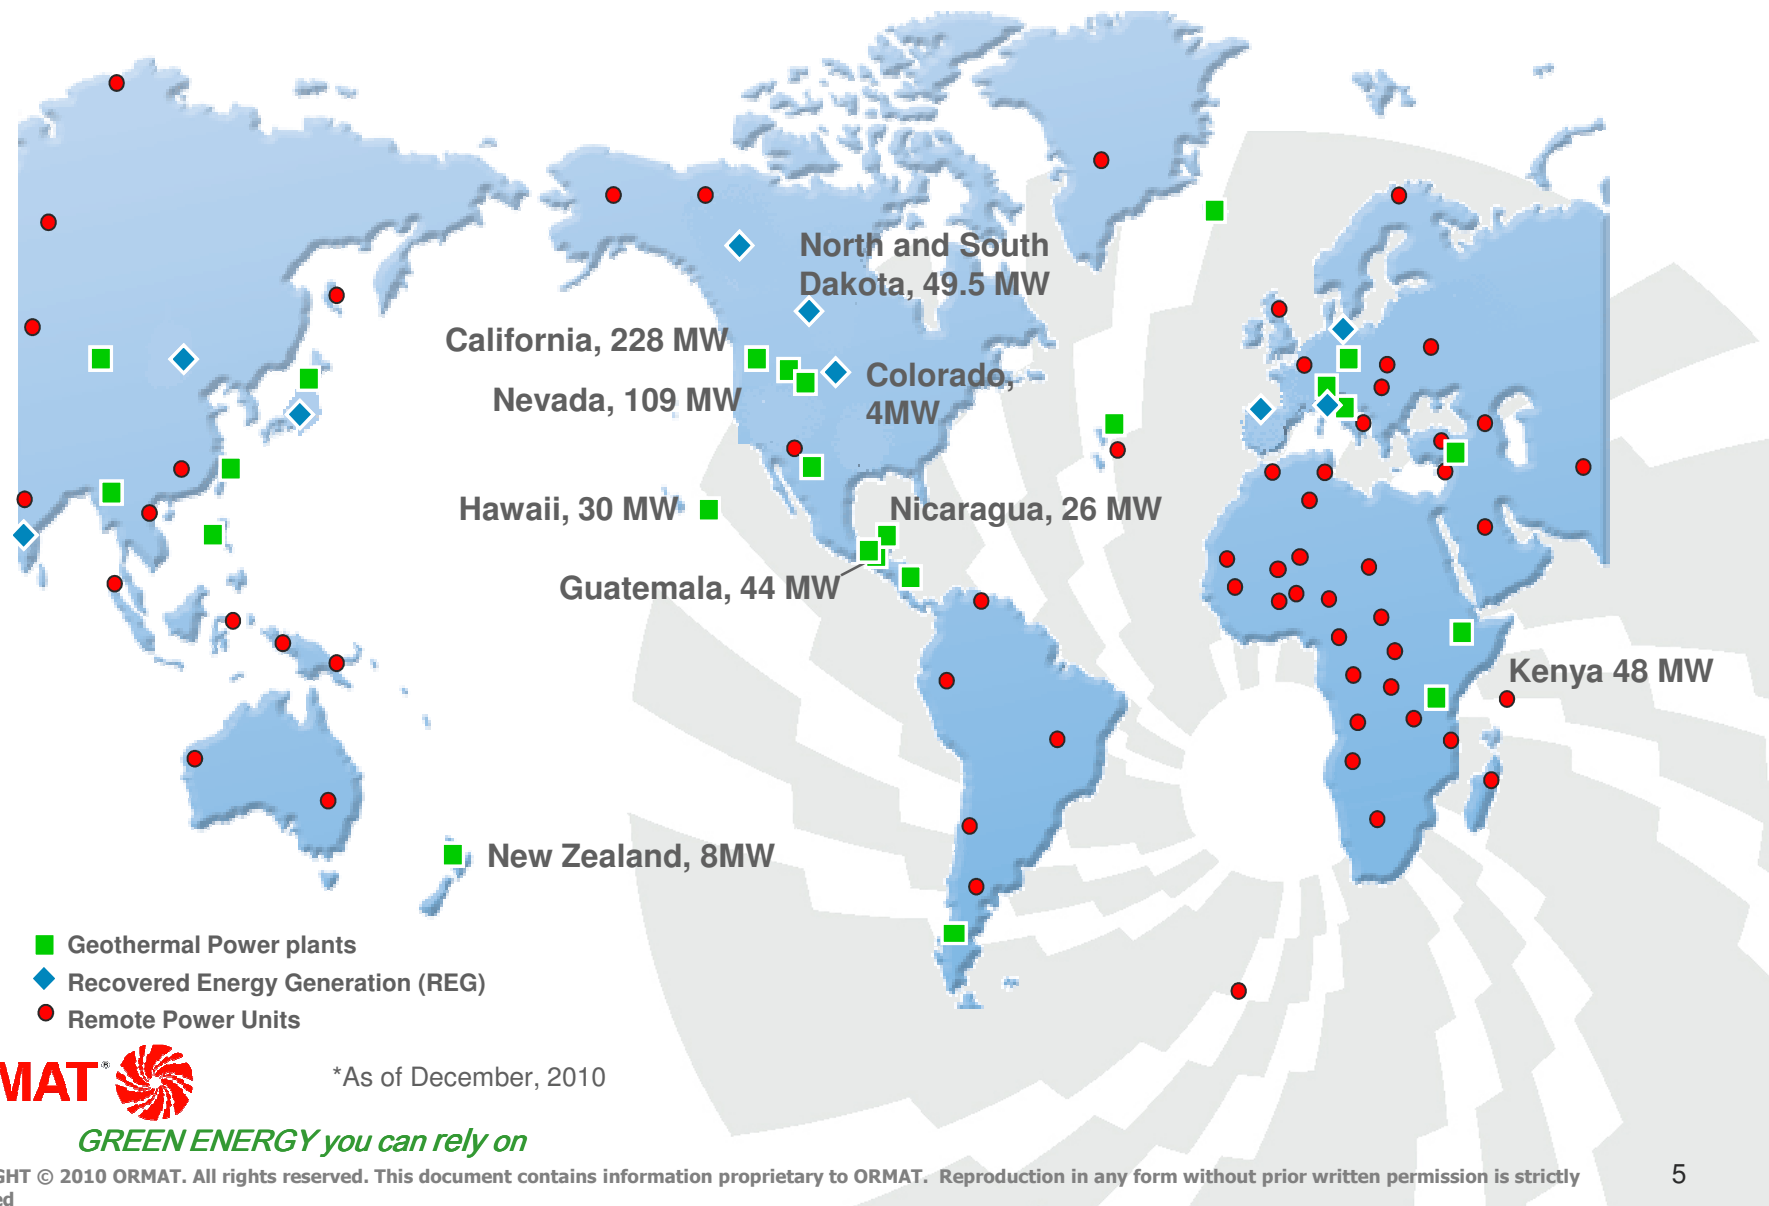 North and South
Dakota, 49.5 MW
California, 228 MW
Colorado,
4MW
Nevada, 109 MW
Hawaii, 30 MW
Nicaragua, 26 MW
Guatemala, 44 MW
Kenya 48 MW
New Zealand, 8MW
Geothermal Power plants
Recovered Energy Generation (REG)
Remote Power Units
MAT®
*As of December, 2010
GREEN ENERGY you can rely on
GHT © 2010 ORMAT. All rights reserved. This document contains information proprietary to ORMAT. Reproduction in any form without prior written permission is strictly
ed
5